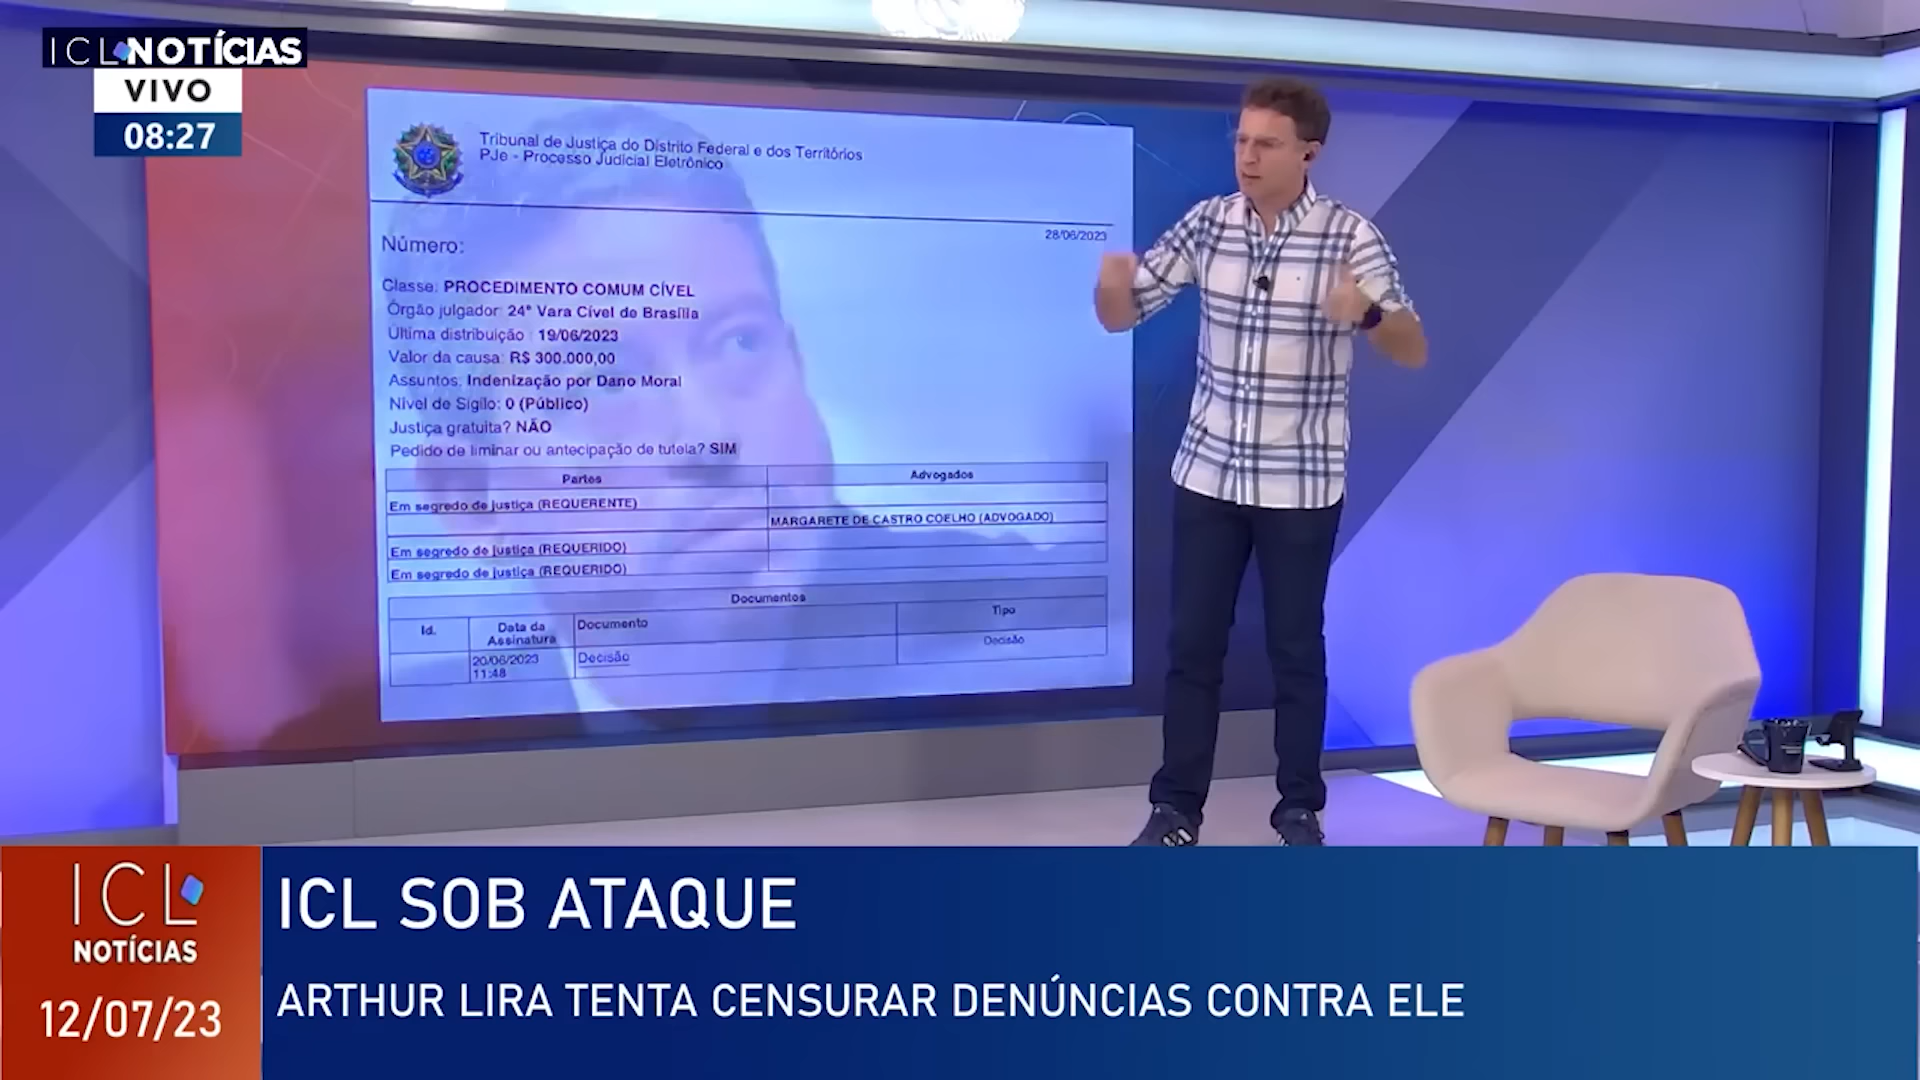 ICL NOTÍCIAS
VIVO
08:27
Tribunal de Justiça do Distrito Federal e dos Territórios
PJe - Processo Judicial Eletrônico
28/06/2023
Número:
Classe: PROCEDIMENTO COMUM CÍVEL
Órgão julgador: 24ª Vara Cível de Brasília
Última distribuição : 19/06/2023
Valor da causa: R$ 300.000,00
Assuntos: Indenização por Dano Moral
Nível de Sigilo: 0 (Público)
Justiça gratuita? NÃO
Pedido de liminar ou antecipação de tutela? SIM
Partes Advogados
Em segredo de justiça (REQUERENTE)
MARGARETE DE CASTRO COELHO (ADVOGADO)
Em segredo de justiça (REQUERIDO)
Em segredo de justiça (REQUERIDO)
Documentos
Id. Data da Assinatura Documento Tipo
20/06/2023 11:48 Decisão Decisão
ICL
NOTÍCIAS
12/07/23
ICL SOB ATAQUE
ARTHUR LIRA TENTA CENSURAR DENÚNCIAS CONTRA ELE